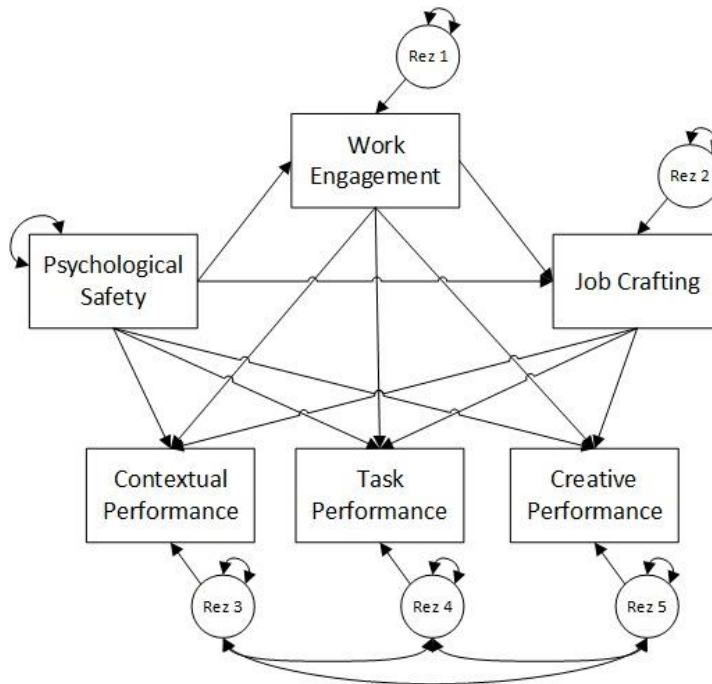 Rez 1
Work
Engagement
Rez 2
Psychological
Safety
Job Crafting
Contextual
Performance
Task
Performance
Creative
Performance
Rez 3
Rez 4
Rez 5